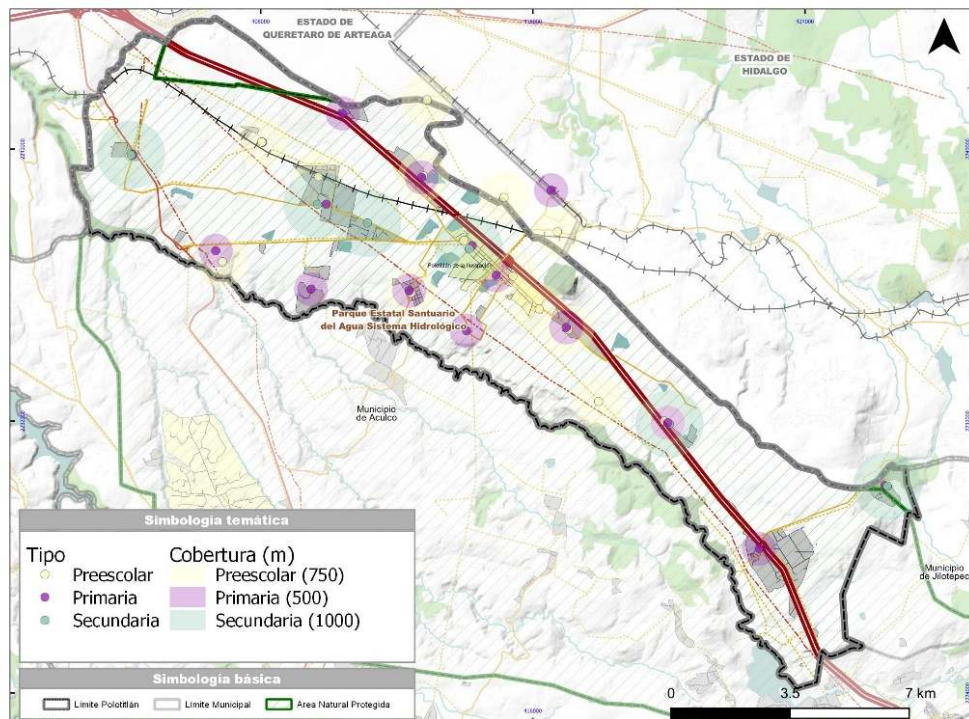 ESTADO DE
QUERETARO DE ARTEAGA
ESTADO DE
HIDALGO
Parque Estatal Santuario
del Agua Sistema Hidrológico
Municipio
de Aculco
Municipio
de Jilotepec
Simbología temática
Tipo
Cobertura (m)
Preescolar
Preescolar (750)
Primaria
Primaria (500)
Secundaria
Secundaria (1000)
Simbología básica
Límite Polotitlán
Límite Municipal
Área Natural Protegida
0
3.5
7 km